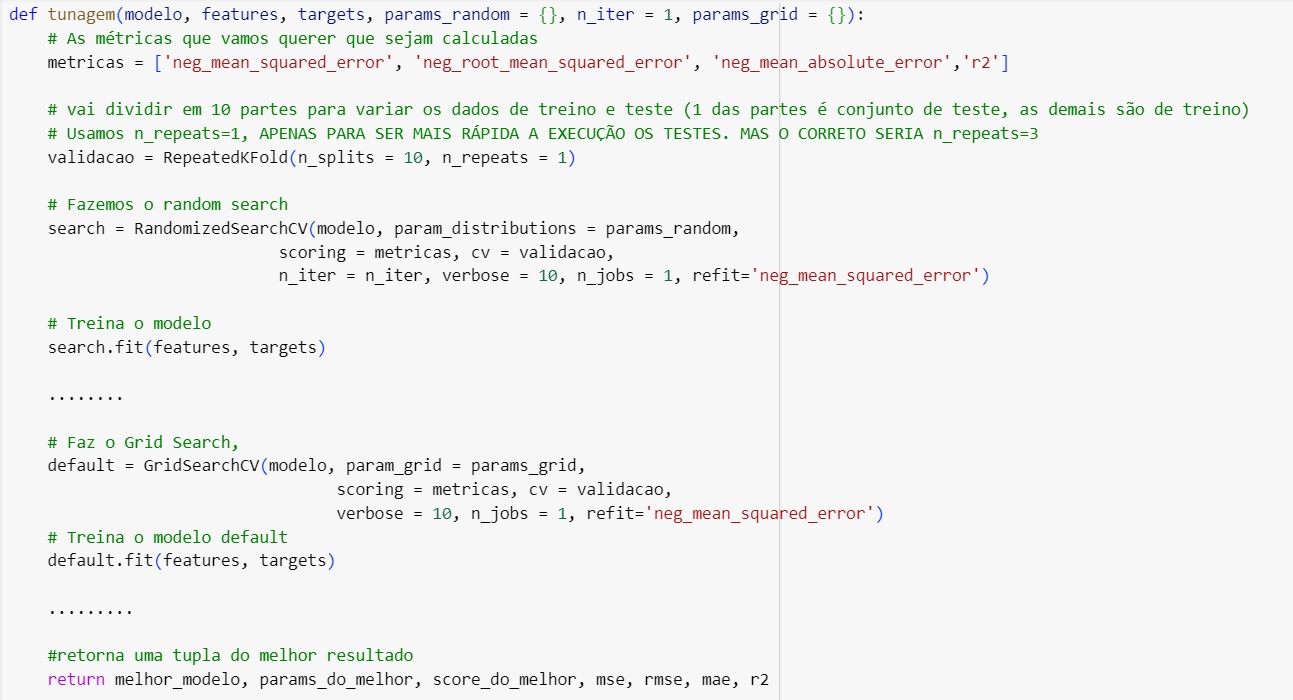 def tunagem(modelo, features, targets, params_random = {}, n_iter = 1, params_grid = {}):
    # As métricas que vamos querer que sejam calculadas
    metricas = ['neg_mean_squared_error', 'neg_root_mean_squared_error', 'neg_mean_absolute_error','r2']

    # vai dividir em 10 partes para variar os dados de treino e teste (1 das partes é conjunto de teste, as demais são de treino)
    # Usamos n_repeats=1, APENAS PARA SER MAIS RÁPIDA A EXECUÇÃO OS TESTES. MAS O CORRETO SERIA n_repeats=3
    validacao = RepeatedKFold(n_splits = 10, n_repeats = 1)

    # Fazemos o random search
    search = RandomizedSearchCV(modelo, param_distributions = params_random,
                            scoring = metricas, cv = validacao,
                            n_iter = n_iter, verbose = 10, n_jobs = 1, refit='neg_mean_squared_error')

    # Treina o modelo
    search.fit(features, targets)

    ........

    # Faz o Grid Search,
    default = GridSearchCV(modelo, param_grid = params_grid,
                                  scoring = metricas, cv = validacao,
                                  verbose = 10, n_jobs = 1, refit='neg_mean_squared_error')
    # Treina o modelo default
    default.fit(features, targets)

    .........

    #retorna uma tupla do melhor resultado
    return melhor_modelo, params_do_melhor, score_do_melhor, mse, rmse, mae, r2